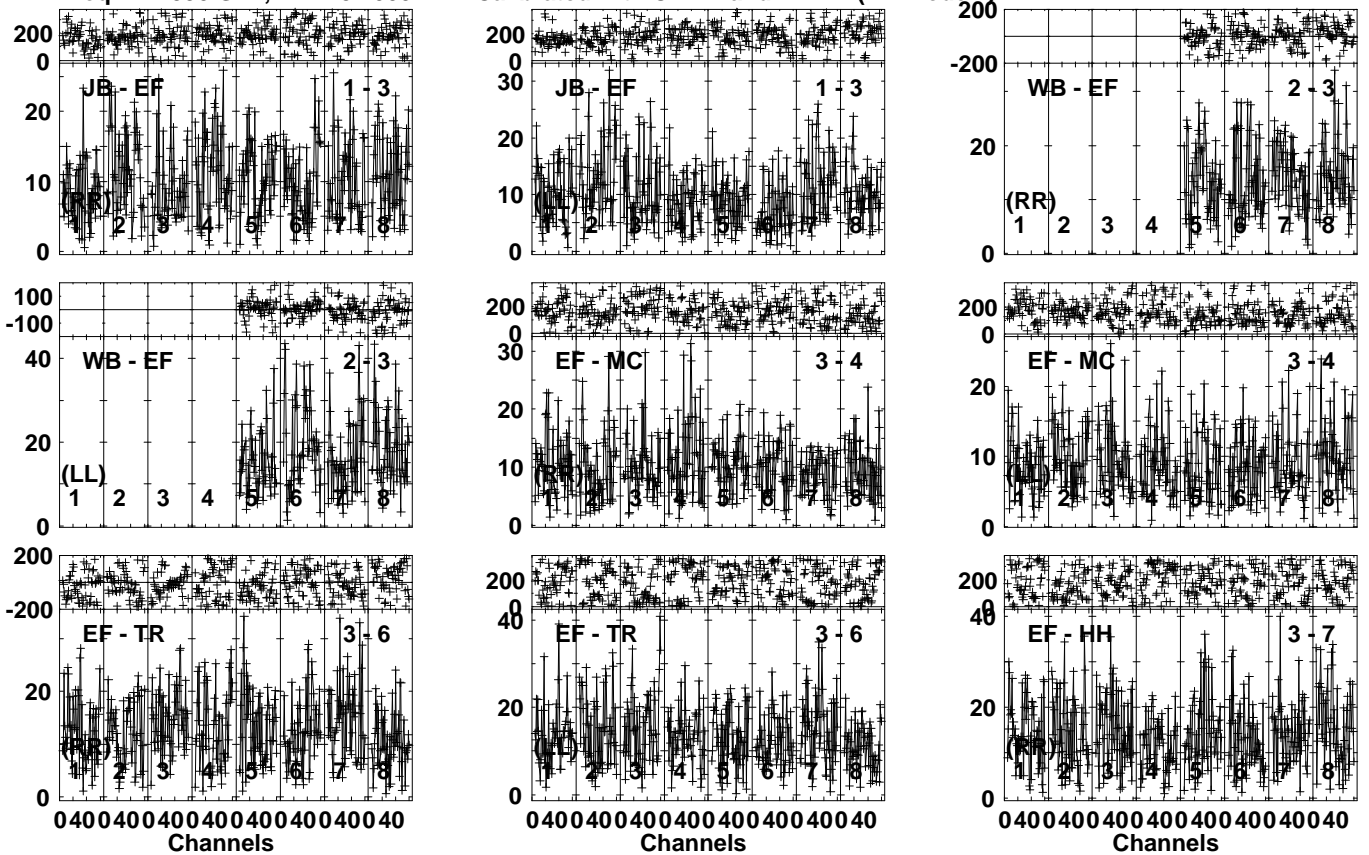 200 0 200 0 200 -200
JB - EF 1 - 3 JB - EF 1 - 3 WB - EF 2 - 3
20 10 0 30 20 10 0 20 0
(RR) (LL) (RR)
1 2 3 4 5 6 7 8 1 2 3 4 5 6 7 8 1 2 3 4 5 6 7 8
100 -100 200 0 200 0
WB - EF 2 - 3 EF - MC 3 - 4 EF - MC 3 - 4
40 20 0 30 20 10 0 20 10 0
(LL) (RR) (LL)
1 2 3 4 5 6 7 8 1 2 3 4 5 6 7 8 1 2 3 4 5 6 7 8
200 -200 200 0 200 0
EF - TR 3 - 6 EF - TR 3 - 6 EF - HH 3 - 7
20 0 40 20 0 40 20 0
(RR) (LL) (RR)
1 2 3 4 5 6 7 8 1 2 3 4 5 6 7 8 1 2 3 4 5 6 7 8
0 40 0 40 0 40 0 40 0 40 0 40 0 40 0 40 0 40 0 40 0 40 0 40 0 40 0 40 0 40 0 40 0 40 0 40 0 40 0 40 0 40 0 40 0 40 0 40
Channels Channels Channels